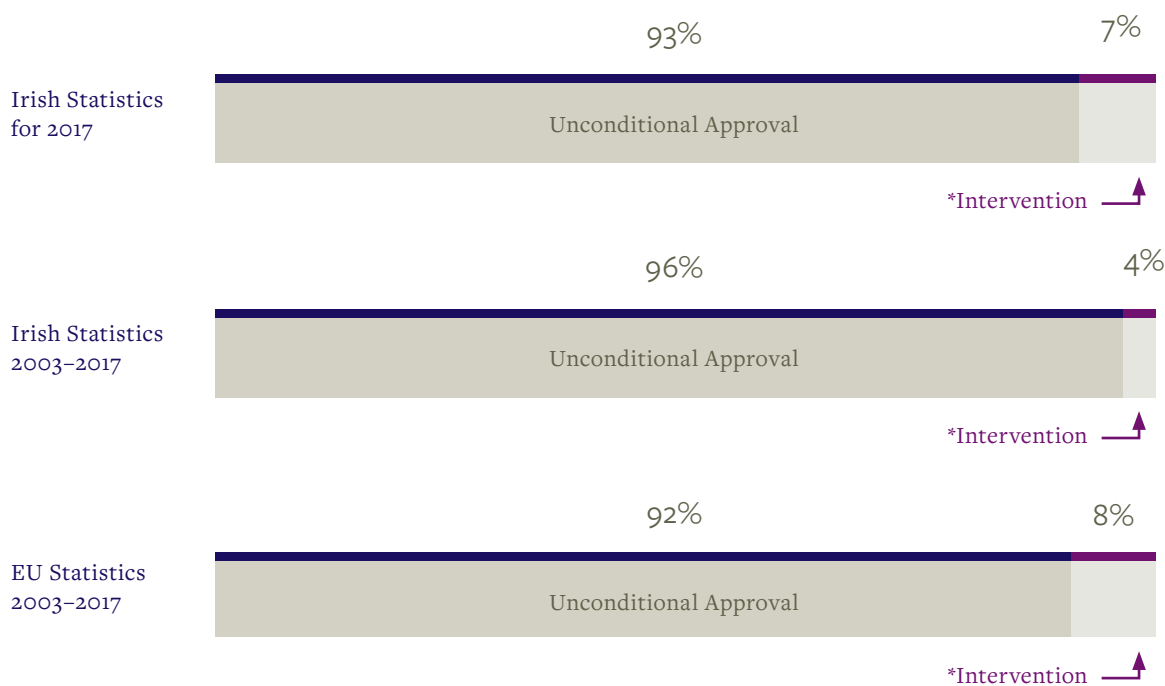 93% 7%
Irish Statistics
for 2017
Unconditional Approval
*Intervention
96% 4%
Irish Statistics
2003–2017
Unconditional Approval
*Intervention
92% 8%
EU Statistics
2003–2017
Unconditional Approval
*Intervention